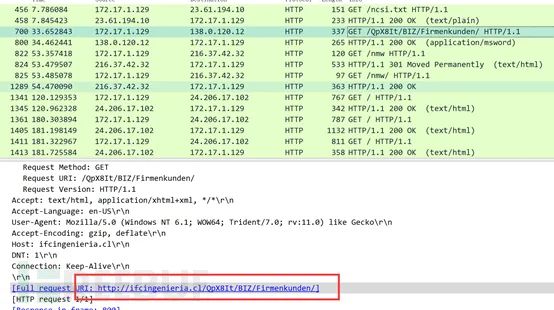 456 7.786084 172.17.1.129 23.61.194.10 HTTP 151 GET /ncsi.txt HTTP/1.1
458 7.845423 23.61.194.10 172.17.1.129 HTTP 233 HTTP/1.1 200 OK (text/plain)
700 33.652843 172.17.1.129 138.0.120.12 HTTP 337 GET /QpX8It/BIZ/Firmenkunden/ HTTP/1.1
800 34.462441 138.0.120.12 172.17.1.129 HTTP 265 HTTP/1.1 200 OK (application/msword)
822 53.357418 172.17.1.129 216.37.42.32 HTTP 120 GET /nmw HTTP/1.1
824 53.479507 216.37.42.32 172.17.1.129 HTTP 533 HTTP/1.1 301 Moved Permanently (text/html)
825 53.485078 172.17.1.129 216.37.42.32 HTTP 97 GET /nmw/ HTTP/1.1
1289 54.470090 216.37.42.32 172.17.1.129 HTTP 363 HTTP/1.1 200 OK
1341 120.129353 172.17.1.129 24.206.17.102 HTTP 767 GET / HTTP/1.1
1345 120.962328 24.206.17.102 172.17.1.129 HTTP 342 HTTP/1.1 200 OK (text/html)
1361 180.303894 172.17.1.129 24.206.17.102 HTTP 787 GET / HTTP/1.1
1405 181.198149 24.206.17.102 172.17.1.129 HTTP 1132 HTTP/1.1 200 OK (text/html)
1411 181.322967 172.17.1.129 24.206.17.102 HTTP 811 GET / HTTP/1.1
1413 181.725584 24.206.17.102 172.17.1.129 HTTP 358 HTTP/1.1 200 OK (text/html)
Request Method: GET
Request URI: /QpX8It/BIZ/Firmenkunden/
Request Version: HTTP/1.1
Accept: text/html, application/xhtml+xml, */*\r\n
Accept-Language: en-US\r\n
User-Agent: Mozilla/5.0 (Windows NT 6.1; WOW64; Trident/7.0; rv:11.0) like Gecko\r\n
Accept-Encoding: gzip, deflate\r\n
Host: ifcingenieria.cl\r\n
DNT: 1\r\n
Connection: Keep-Alive\r\n
\r\n
[Full request URI: http://ifcingenieria.cl/QpX8It/BIZ/Firmenkunden/]
[HTTP request 1/1]
[Response in frame: 800]